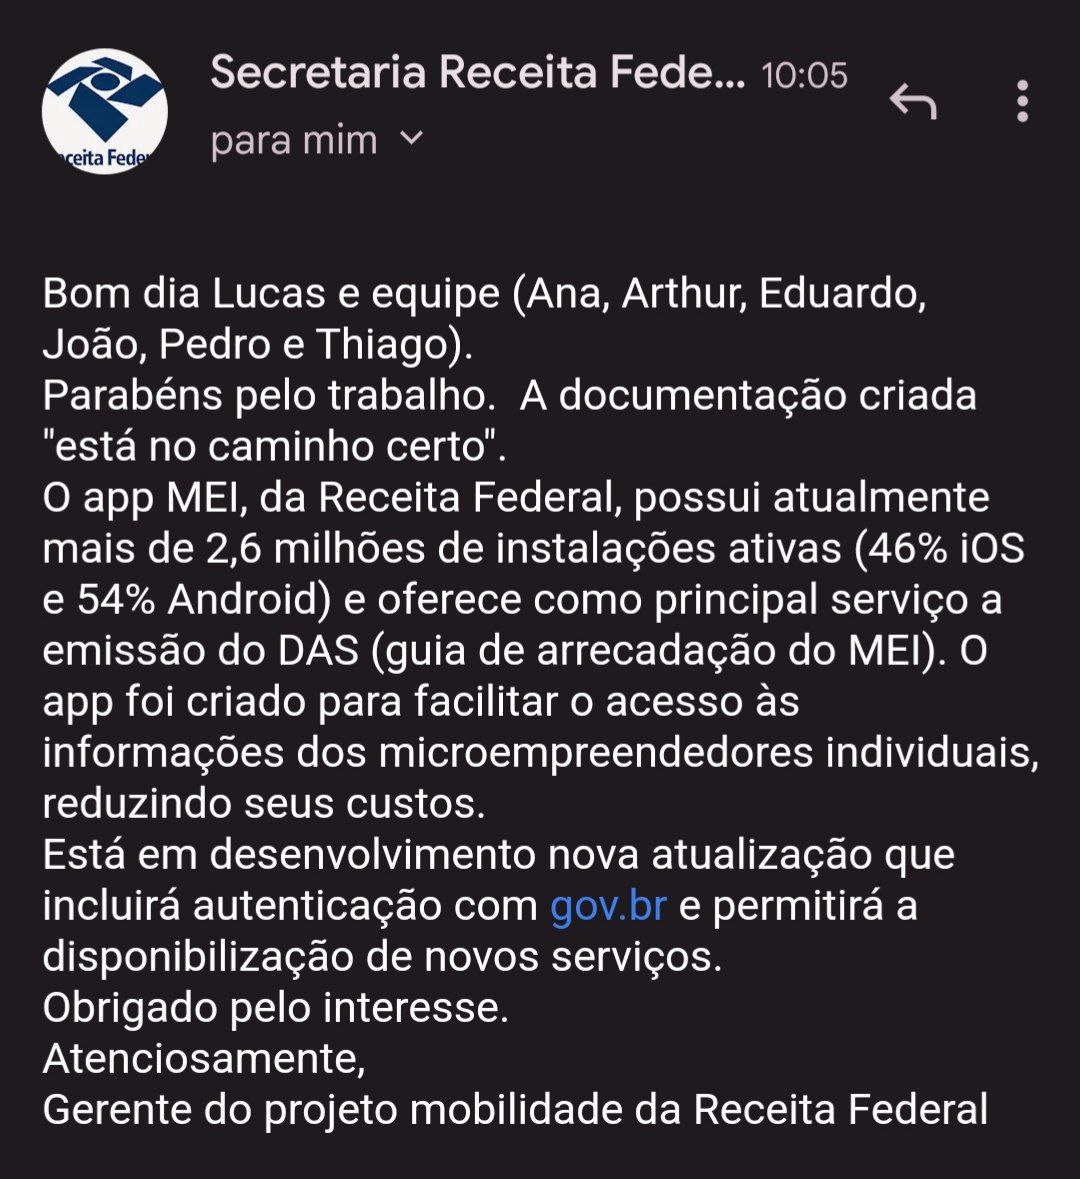 Secretaria Receita Fede... 10:05
para mim
ceita Feder
Bom dia Lucas e equipe (Ana, Arthur, Eduardo,
João, Pedro e Thiago).
Parabéns pelo trabalho.  A documentação criada
"está no caminho certo".
O app MEI, da Receita Federal, possui atualmente
mais de 2,6 milhões de instalações ativas (46% iOS
e 54% Android) e oferece como principal serviço a
emissão do DAS (guia de arrecadação do MEI). O
app foi criado para facilitar o acesso às
informações dos microempreendedores individuais,
reduzindo seus custos.
Está em desenvolvimento nova atualização que
incluirá autenticação com gov.br e permitirá a
disponibilização de novos serviços.
Obrigado pelo interesse.
Atenciosamente,
Gerente do projeto mobilidade da Receita Federal